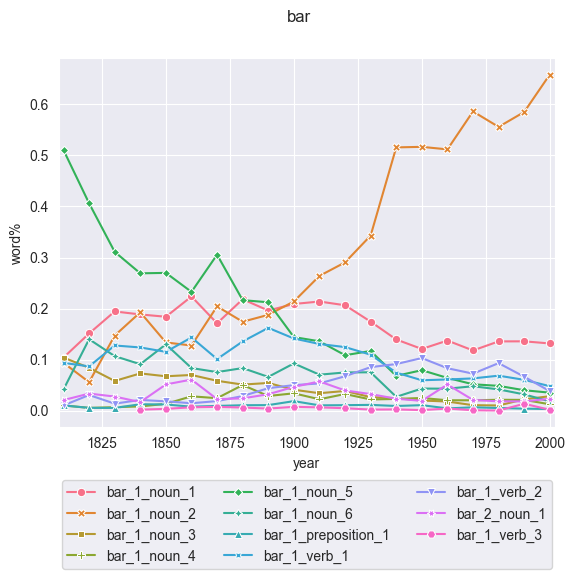 bar
word%
0.6
0.5
0.4
0.3
0.2
0.1
0.0
1825 1850 1875 1900 1925 1950 1975 2000
year
bar_1_noun_1 bar_1_noun_5 bar_1_verb_2
bar_1_noun_2 bar_1_noun_6 bar_2_noun_1
bar_1_noun_3 bar_1_preposition_1 bar_1_verb_3
bar_1_noun_4 bar_1_verb_1